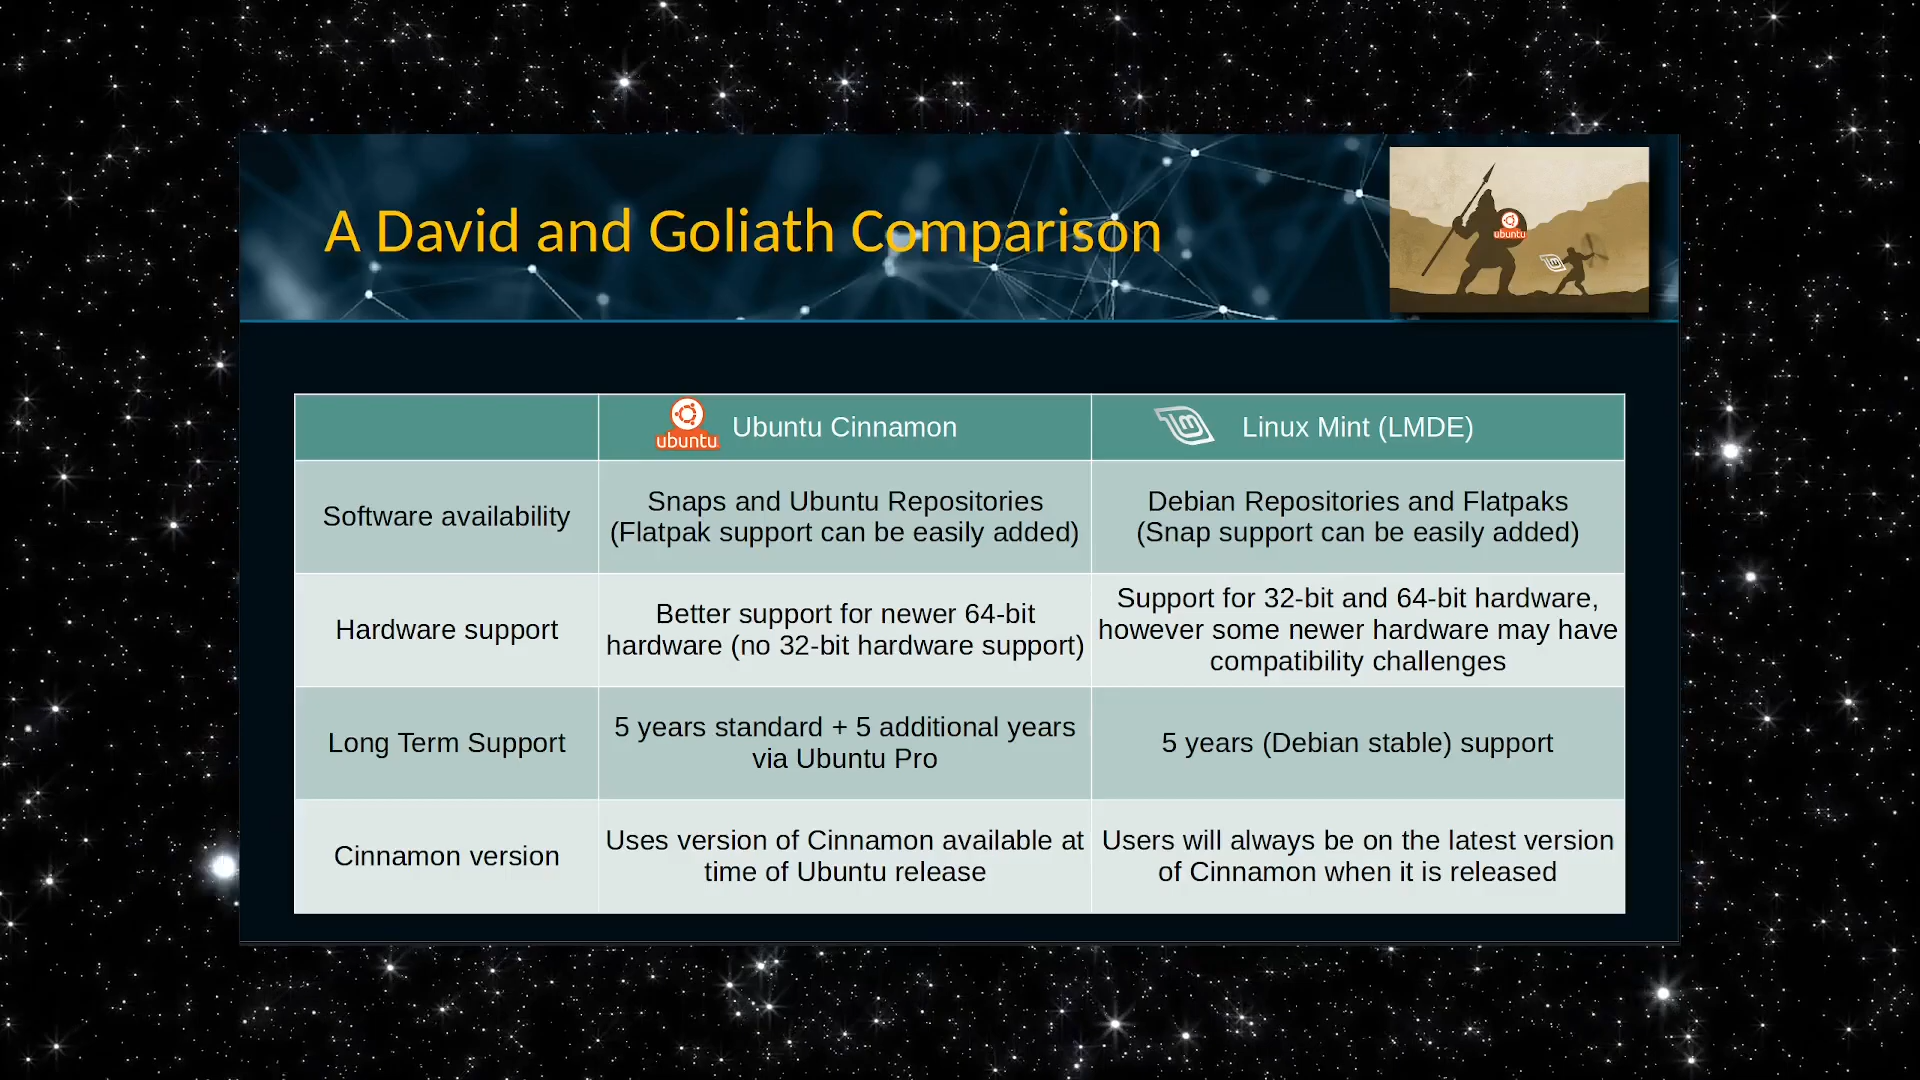 A David and Goliath Comparison
ubuntu
ubuntu Ubuntu Cinnamon
Linux Mint (LMDE)
Software availability
Snaps and Ubuntu Repositories
(Flatpak support can be easily added)
Debian Repositories and Flatpaks
(Snap support can be easily added)
Hardware support
Better support for newer 64-bit
hardware (no 32-bit hardware support)
Support for 32-bit and 64-bit hardware,
however some newer hardware may have
compatibility challenges
Long Term Support
5 years standard + 5 additional years
via Ubuntu Pro
5 years (Debian stable) support
Cinnamon version
Uses version of Cinnamon available at
time of Ubuntu release
Users will always be on the latest version
of Cinnamon when it is released